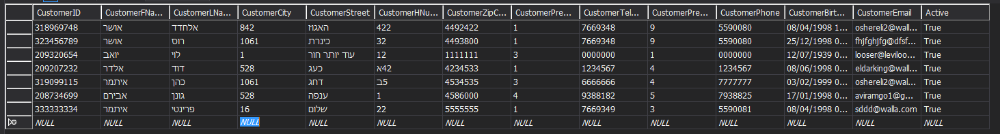 CustomerID CustomerFNa... CustomerLNa... CustomerCity CustomerStreet CustomerHNu... CustomerZipC... CustomerPre... CustomerTel... CustomerPre... CustomerPhone CustomerBirt... CustomerEmail Active
318969748 אושר אלחדד 842 האגוז 422 4492422 1 7669348 9 5590080 08/04/1998 1... oshereli2@wall... True
323456789 אושר רוס 1061 כינרת 32 4493800 1 7669348 9 5590080 25/12/1998 0... fhjfghjfg@dfsf... True
209320654 יואב לוי 1 עוד יותר חור 12 1111111 3 0000000 1 0000000 12/07/1939 0... looser@leviloo... True
209207232 אלדר דוד 528 כעג 42א 4234533 1 1234567 4 1234567 08/06/1998 0... eldarking@walla... True
319099115 איתמר כהן 1061 דחג 5ב 4534535 3 6666666 4 7777777 03/02/1999 0... oshereli2@wal... True
208734699 אבירם גונן 528 ענפה 1 4586000 4 9388182 5 7938825 17/01/1998 0... aviramgo1@g... True
333333334 איתמר פרינטי 16 שלום 22 5555555 1 7669349 3 5590081 08/04/1998 0... sddd@walla.com True
NULL NULL NULL NULL NULL NULL NULL NULL NULL NULL NULL NULL NULL NULL